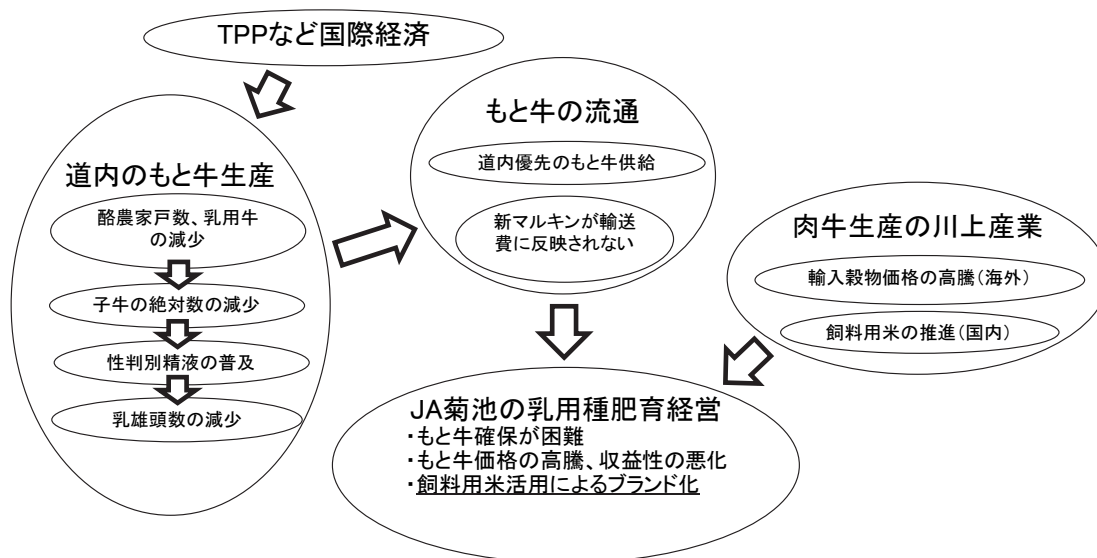 TPPなど国際経済
道内のもと牛生産
酪農家戸数、乳用牛
の減少
子牛の絶対数の減少
性判別精液の普及
乳雄頭数の減少
もと牛の流通
道内優先のもと牛供給
新マルキンが輸送
費に反映されない
肉牛生産の川上産業
輸入穀物価格の高騰(海外)
飼料用米の推進(国内)
JA菊池の乳用種肥育経営
・もと牛確保が困難
・もと牛価格の高騰、収益性の悪化
・飼料用米活用によるブランド化